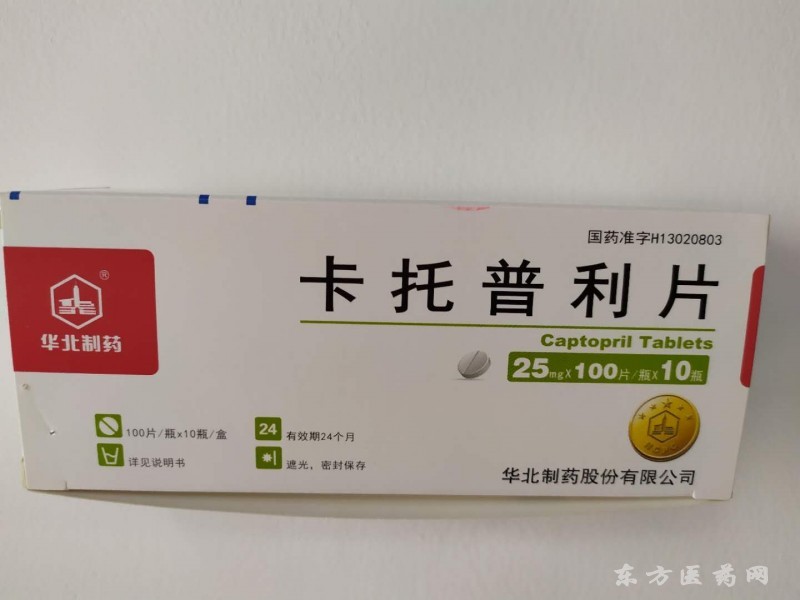 国药准字H13020803
卡托普利片
Captopril Tablets
25mg×100片/瓶×10瓶
®
华北制药
100片/瓶x10瓶/盒
24
有效期24个月
详见说明书
遮光，密封保存
华北制药股份有限公司
东方医药网